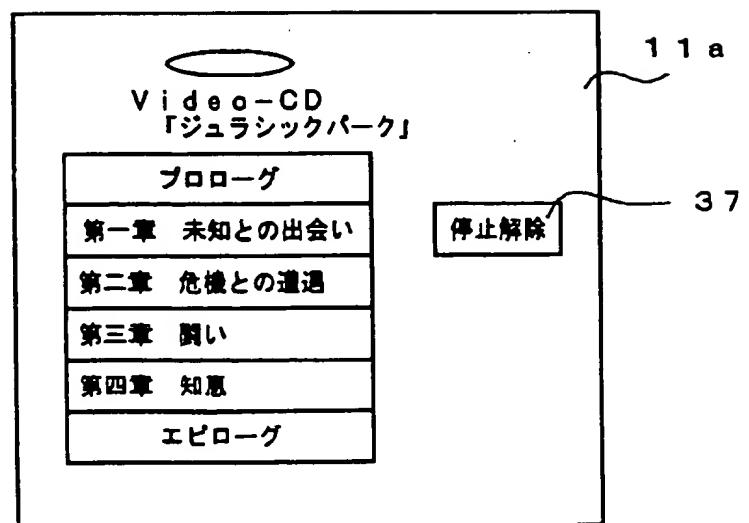 １１ａ
Ｖｉｄｅｏ－ＣＤ
『ジュラシックパーク』
プロローグ
第一章　未知との出会い
停止解除
３７
第二章　危機との遭遇
第三章　闘い
第四章　知恵
エピローグ